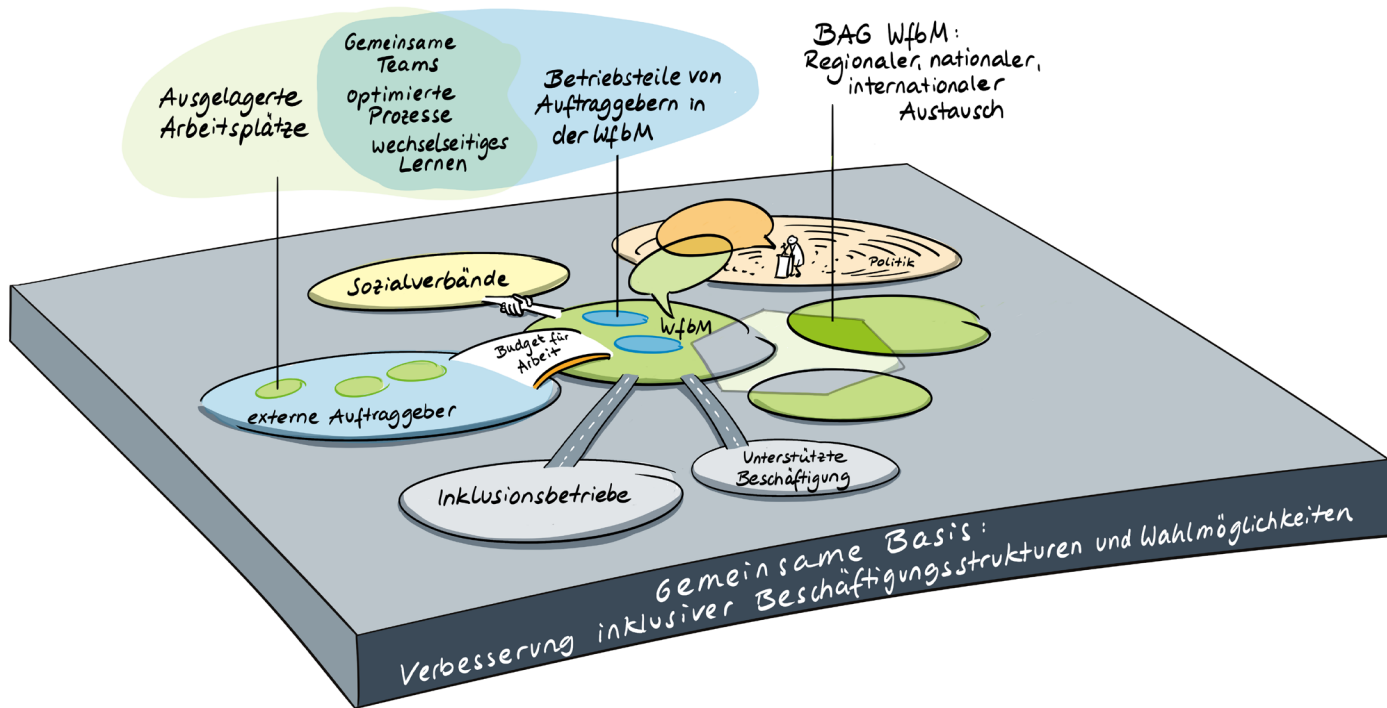 Gemeinsame
Teams
optimierte
Prozesse
wechselseitiges
Lernen
Ausgelagerte
Arbeitsplätze
Betriebsteile von
Auftraggebern in
der WfbM
BAG WfbM:
Regionaler, nationaler,
internationaler
Austausch
Politik
Sozialverbände
WfbM
Budget für
Arbeit
externe Auftraggeber
Inklusionsbetriebe
Unterstützte
Beschäftigung
Gemeinsame Basis:
Verbesserung inklusiver Beschäftigungsstrukturen und Wahlmöglichkeiten